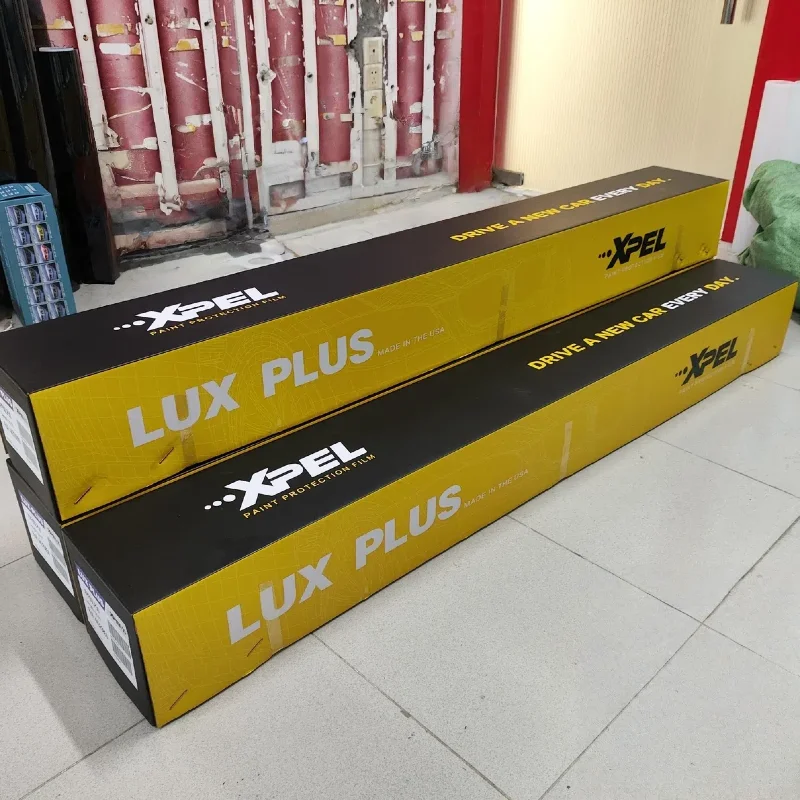 DRIVE A NEW CAR EVERY DAY.
XPEL
PAINT PROTECTION FILM
XPEL
LUX PLUS MADE IN THE USA
DRIVE A NEW CAR EVERY DAY.
XPEL
XPEL
PAINT PROTECTION FILM
LUX PLUS MADE IN THE USA